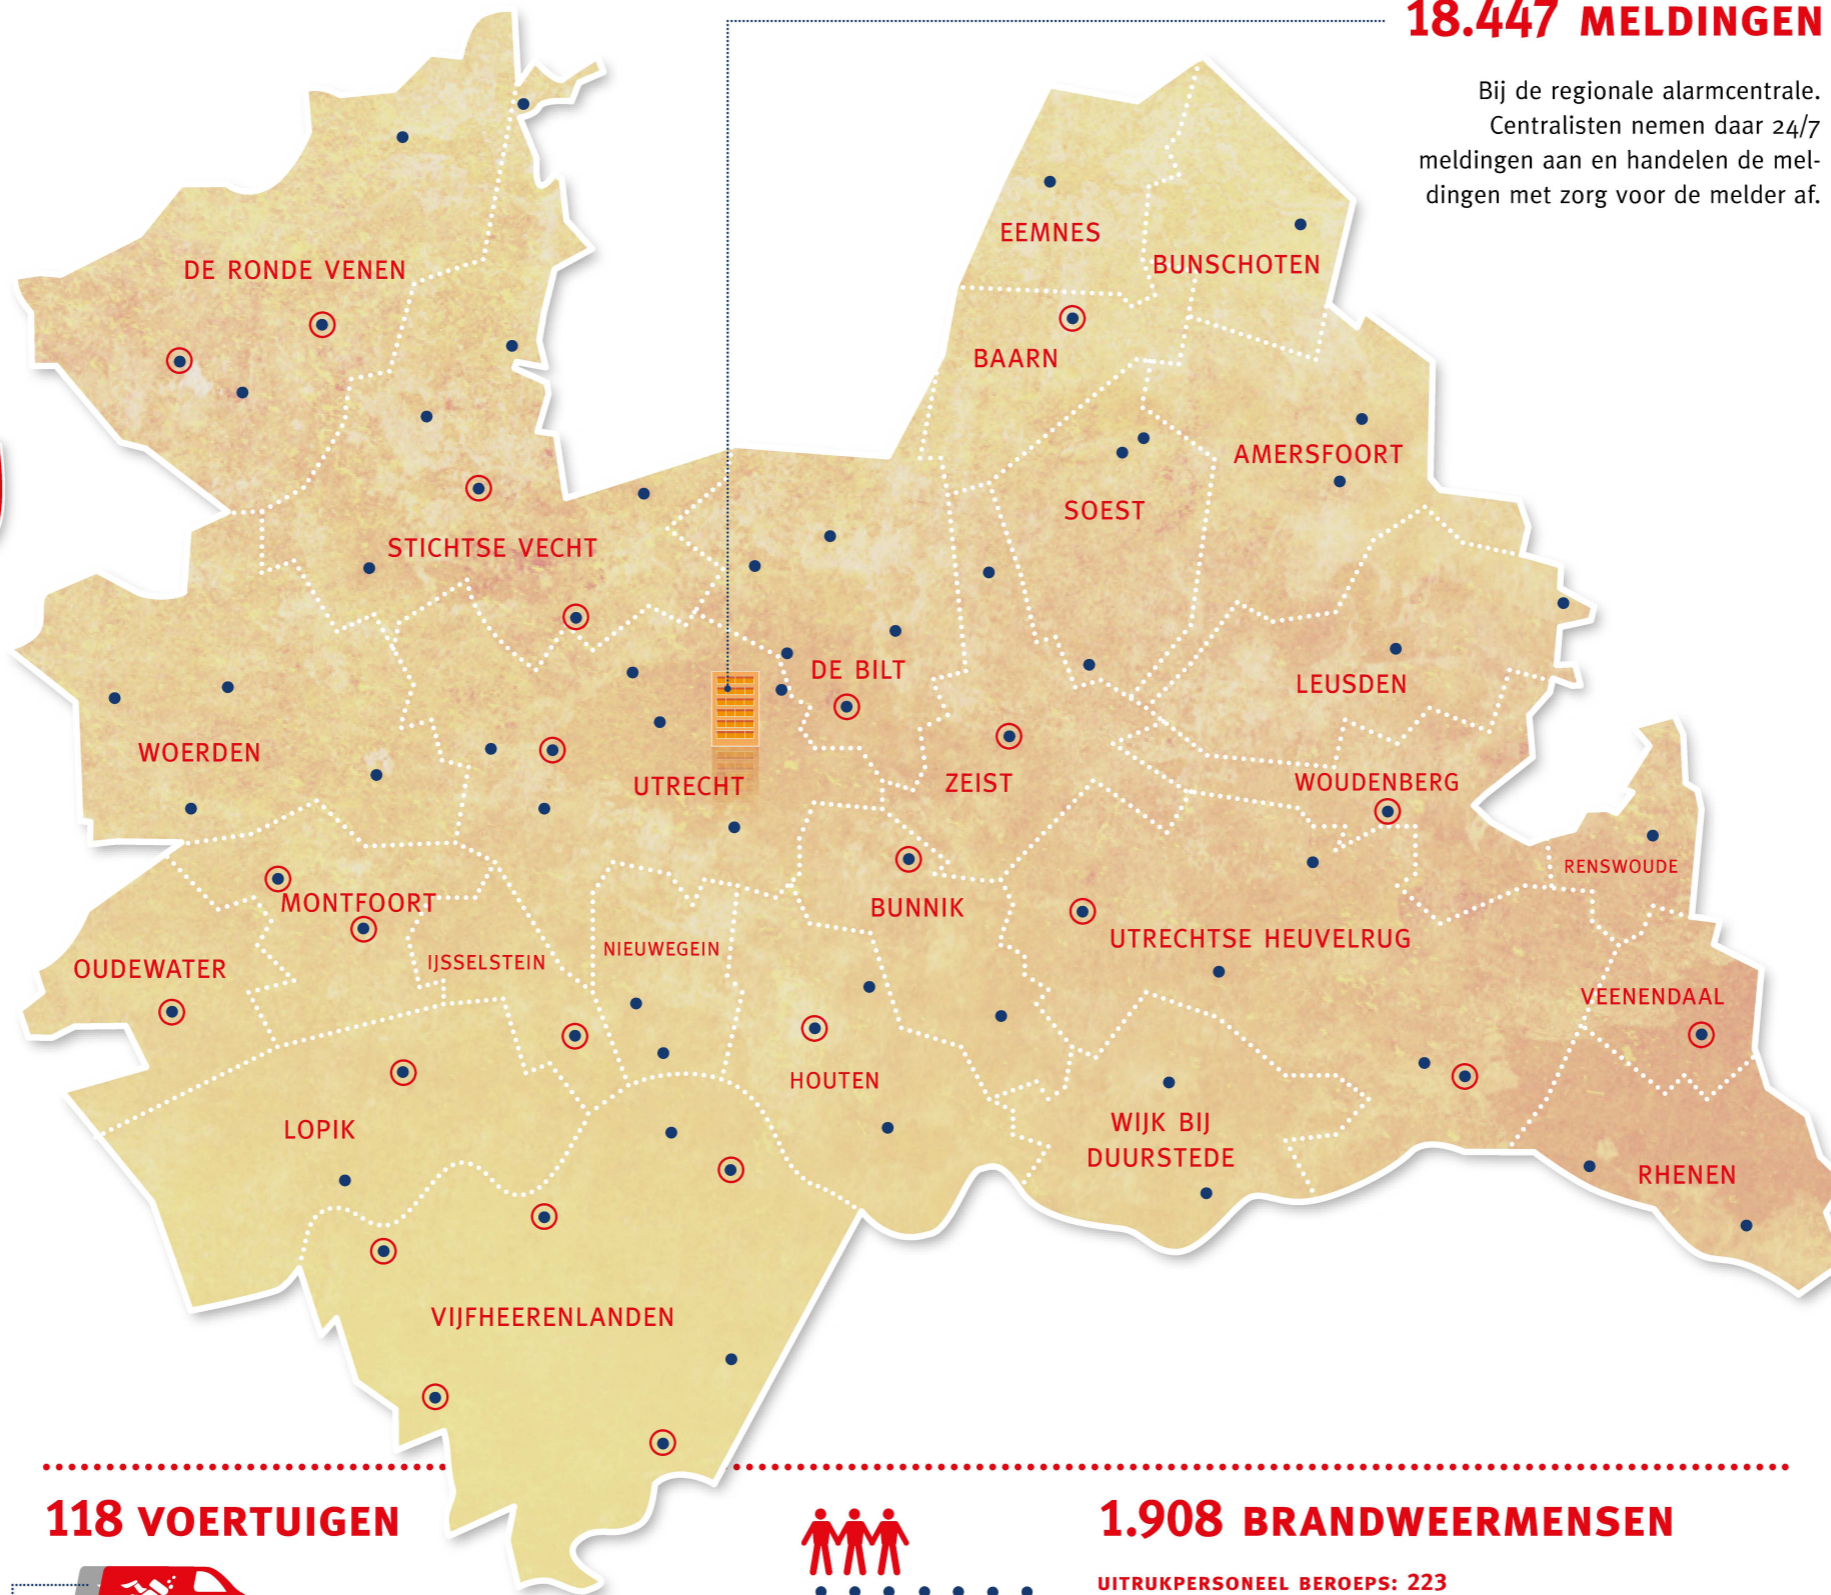 18.447 MELDINGEN
Bij de regionale alarmcentrale.
Centralisten nemen daar 24/7
meldingen aan en handelen de mel-
dingen met zorg voor de melder af.
EEMNES
BUNSCHOTEN
DE RONDE VENEN
BAARN
AMERSFOORT
SOEST
STICHTSE VECHT
DE BILT
LEUSDEN
WOERDEN
UTRECHT
ZEIST
WOUDENBERG
RENSWOUDE
MONTFOORT
BUNNIK
UTRECHTSE HEUVELRUG
NIEUWEGEIN
IJSSELSTEIN
OUDEWATER
VEENENDAAL
HOUTEN
LOPIK
WIJK BIJ
DUURSTEDE
RHENEN
VIJFHEERENLANDEN
118 VOERTUIGEN
1.908 BRANDWEERMENSEN
UITRUKPERSONEEL BEROEPS: 223